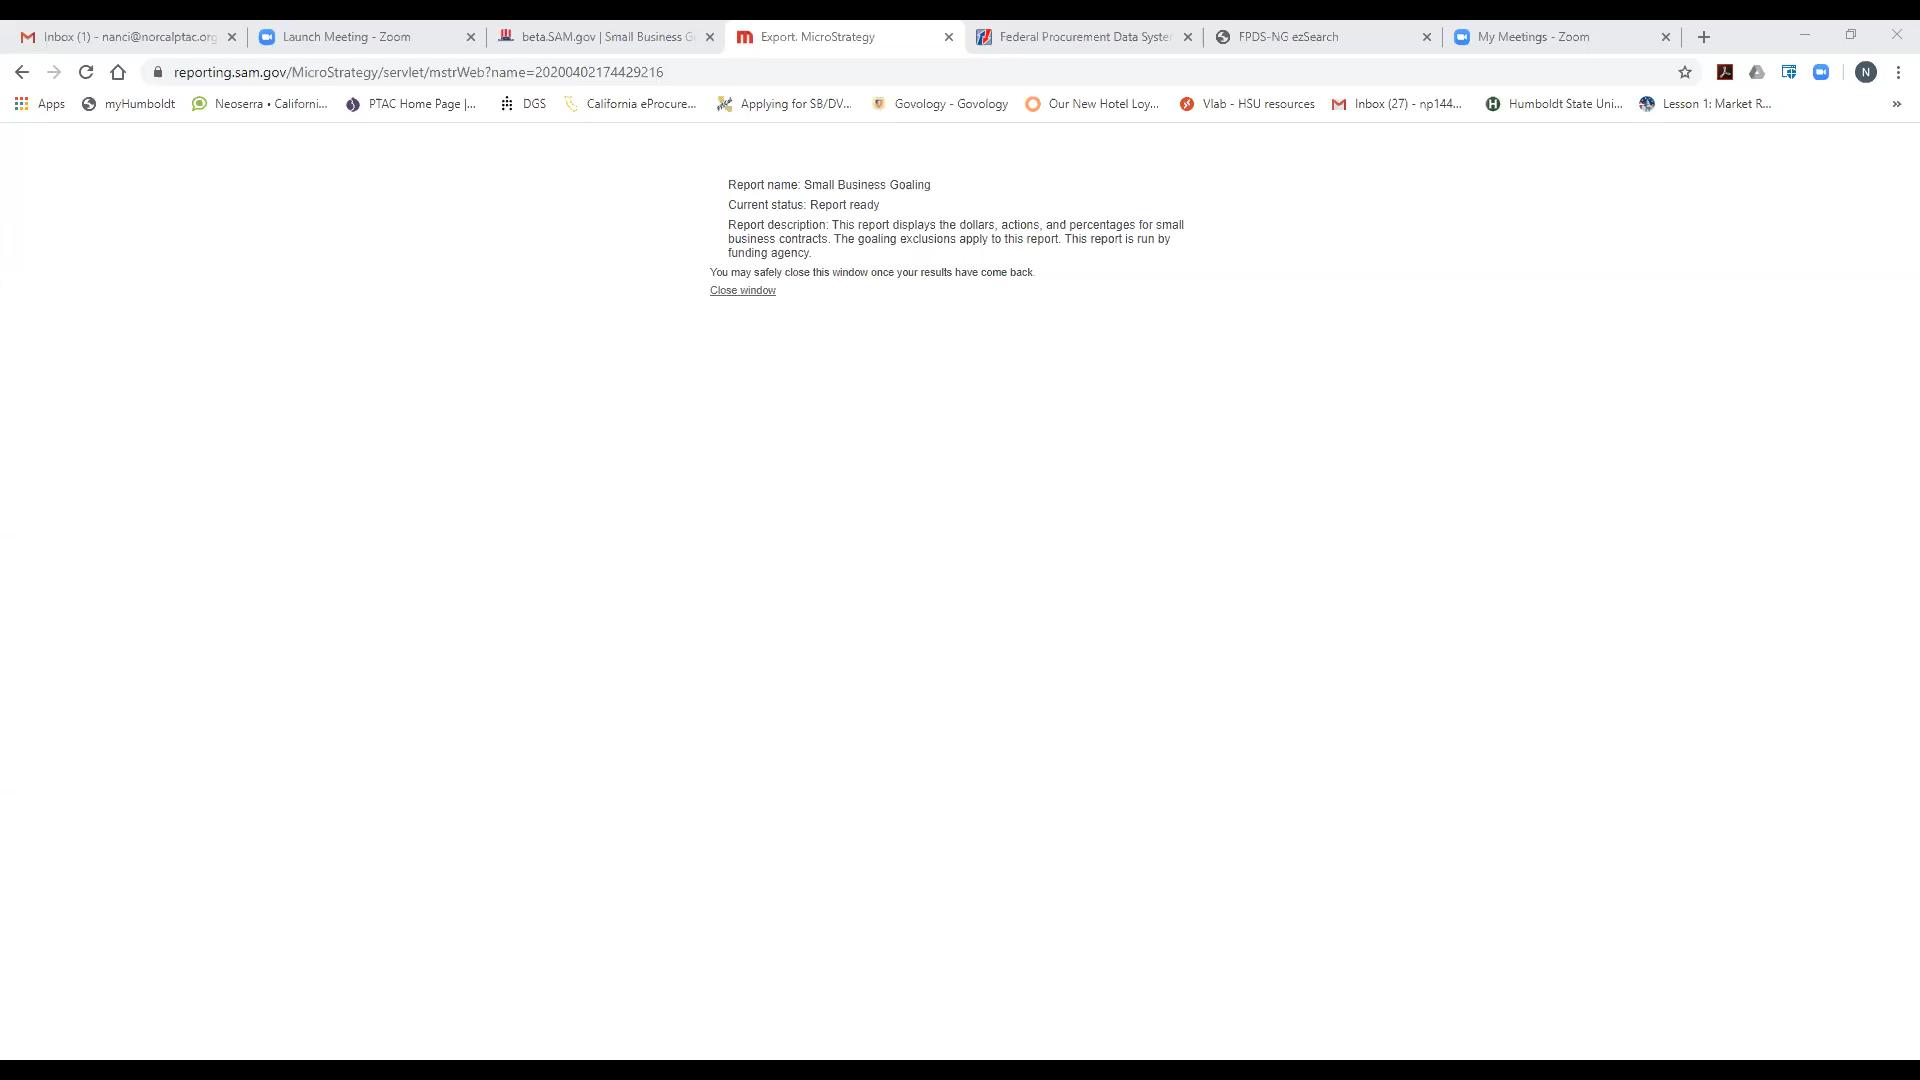 Inbox (1) - nanci@norcalptac.org
Launch Meeting - Zoom
beta.SAM.gov | Small Business G
Export. MicroStrategy
Federal Procurement Data Syste
FPDS-NG ezSearch
My Meetings - Zoom
reporting.sam.gov/MicroStrategy/servlet/mstrWeb?name=20200402174429216
N
Apps
myHumboldt
Neoserra • Californi...
PTAC Home Page |...
DGS
California eProcure...
Applying for SB/DV...
Govology - Govology
Our New Hotel Loy...
Vlab - HSU resources
Inbox (27) - np144...
Humboldt State Uni...
Lesson 1: Market R...
Report name: Small Business Goaling
Current status: Report ready
Report description: This report displays the dollars, actions, and percentages for small
business contracts. The goaling exclusions apply to this report. This report is run by
funding agency.
You may safely close this window once your results have come back.
Close window